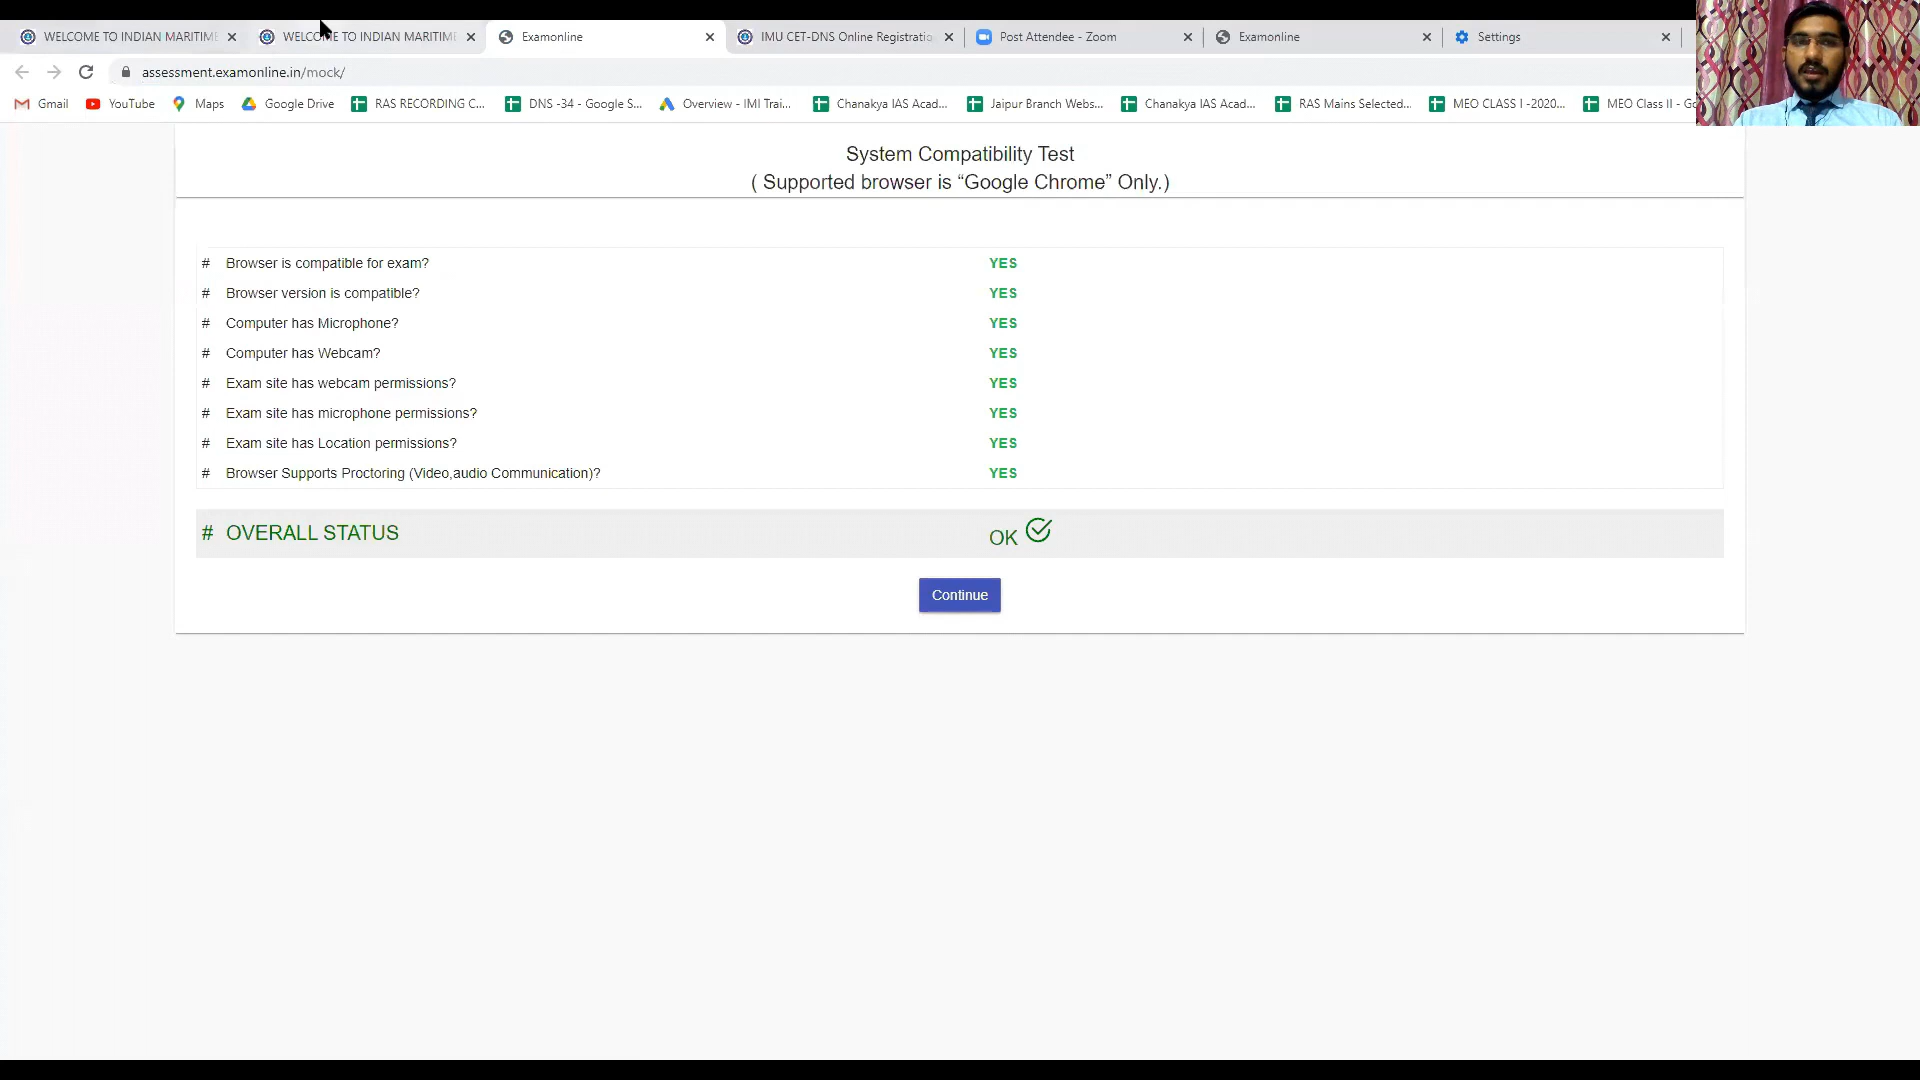 WELCOME TO INDIAN MARITIME
WELCOME TO INDIAN MARITIME
Examonline
IMU CET-DNS Online Registratio
Post Attendee - Zoom
Examonline
Settings
assessment.examonline.in/mock/
Gmail
YouTube
Maps
Google Drive
RAS RECORDING C...
DNS -34 - Google S...
Overview - IMI Trai...
Chanakya IAS Acad...
Jaipur Branch Webs...
Chanakya IAS Acad...
RAS Mains Selected...
MEO CLASS I -2020...
MEO Class II - Go
System Compatibility Test
( Supported browser is “Google Chrome” Only.)
# Browser is compatible for exam? YES
# Browser version is compatible? YES
# Computer has Microphone? YES
# Computer has Webcam? YES
# Exam site has webcam permissions? YES
# Exam site has microphone permissions? YES
# Exam site has Location permissions? YES
# Browser Supports Proctoring (Video,audio Communication)? YES
# OVERALL STATUS OK
Continue